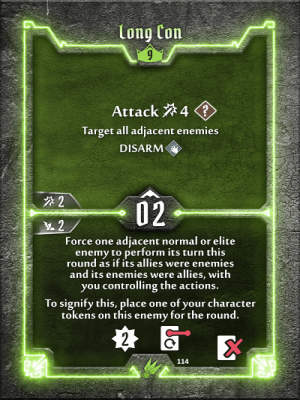 Long Con
9
Attack 4 ?
Target all adjacent enemies
DISARM
2
02
2
Force one adjacent normal or elite
enemy to perform its turn this
round as if its allies were enemies
and its enemies were allies, with
you controlling the actions.
To signify this, place one of your character
tokens on this enemy for the round.
2
114